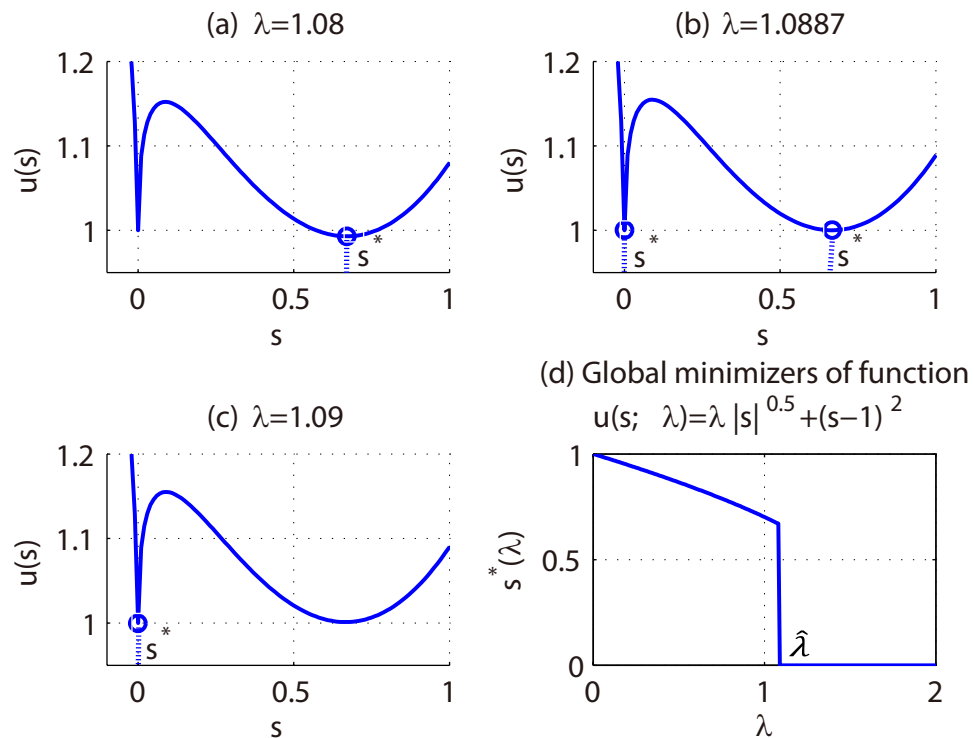 (a) λ=1.08
1.2
1.1
1
u(s)
s*
0
0.5
1
s
(b) λ=1.0887
1.2
1.1
1
u(s)
s*
s*
0
0.5
1
s
(c) λ=1.09
1.2
1.1
1
u(s)
s*
0
0.5
1
s
(d) Global minimizers of function
u(s; λ)=λ |s|^0.5+(s−1)^2
1
0.5
0
s*(λ)
λ̂
0
1
2
λ